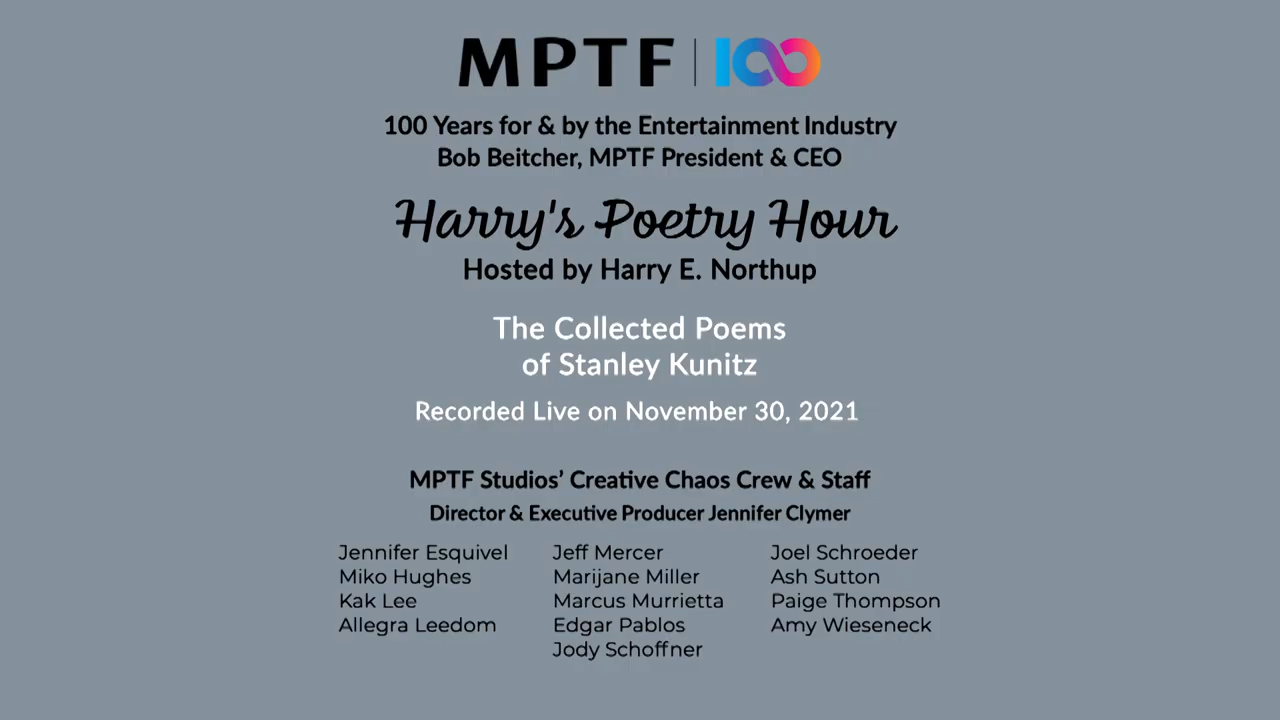 MPTF | 100
100 Years for & by the Entertainment Industry
Bob Beitcher, MPTF President & CEO
Harry's Poetry Hour
Hosted by Harry E. Northup
The Collected Poems
of Stanley Kunitz
Recorded Live on November 30, 2021
MPTF Studios’ Creative Chaos Crew & Staff
Director & Executive Producer Jennifer Clymer
Jennifer Esquivel
Miko Hughes
Kak Lee
Allegra Leedom
Jeff Mercer
Marijane Miller
Marcus Murrietta
Edgar Pablos
Jody Schoffner
Joel Schroeder
Ash Sutton
Paige Thompson
Amy Wieseneck